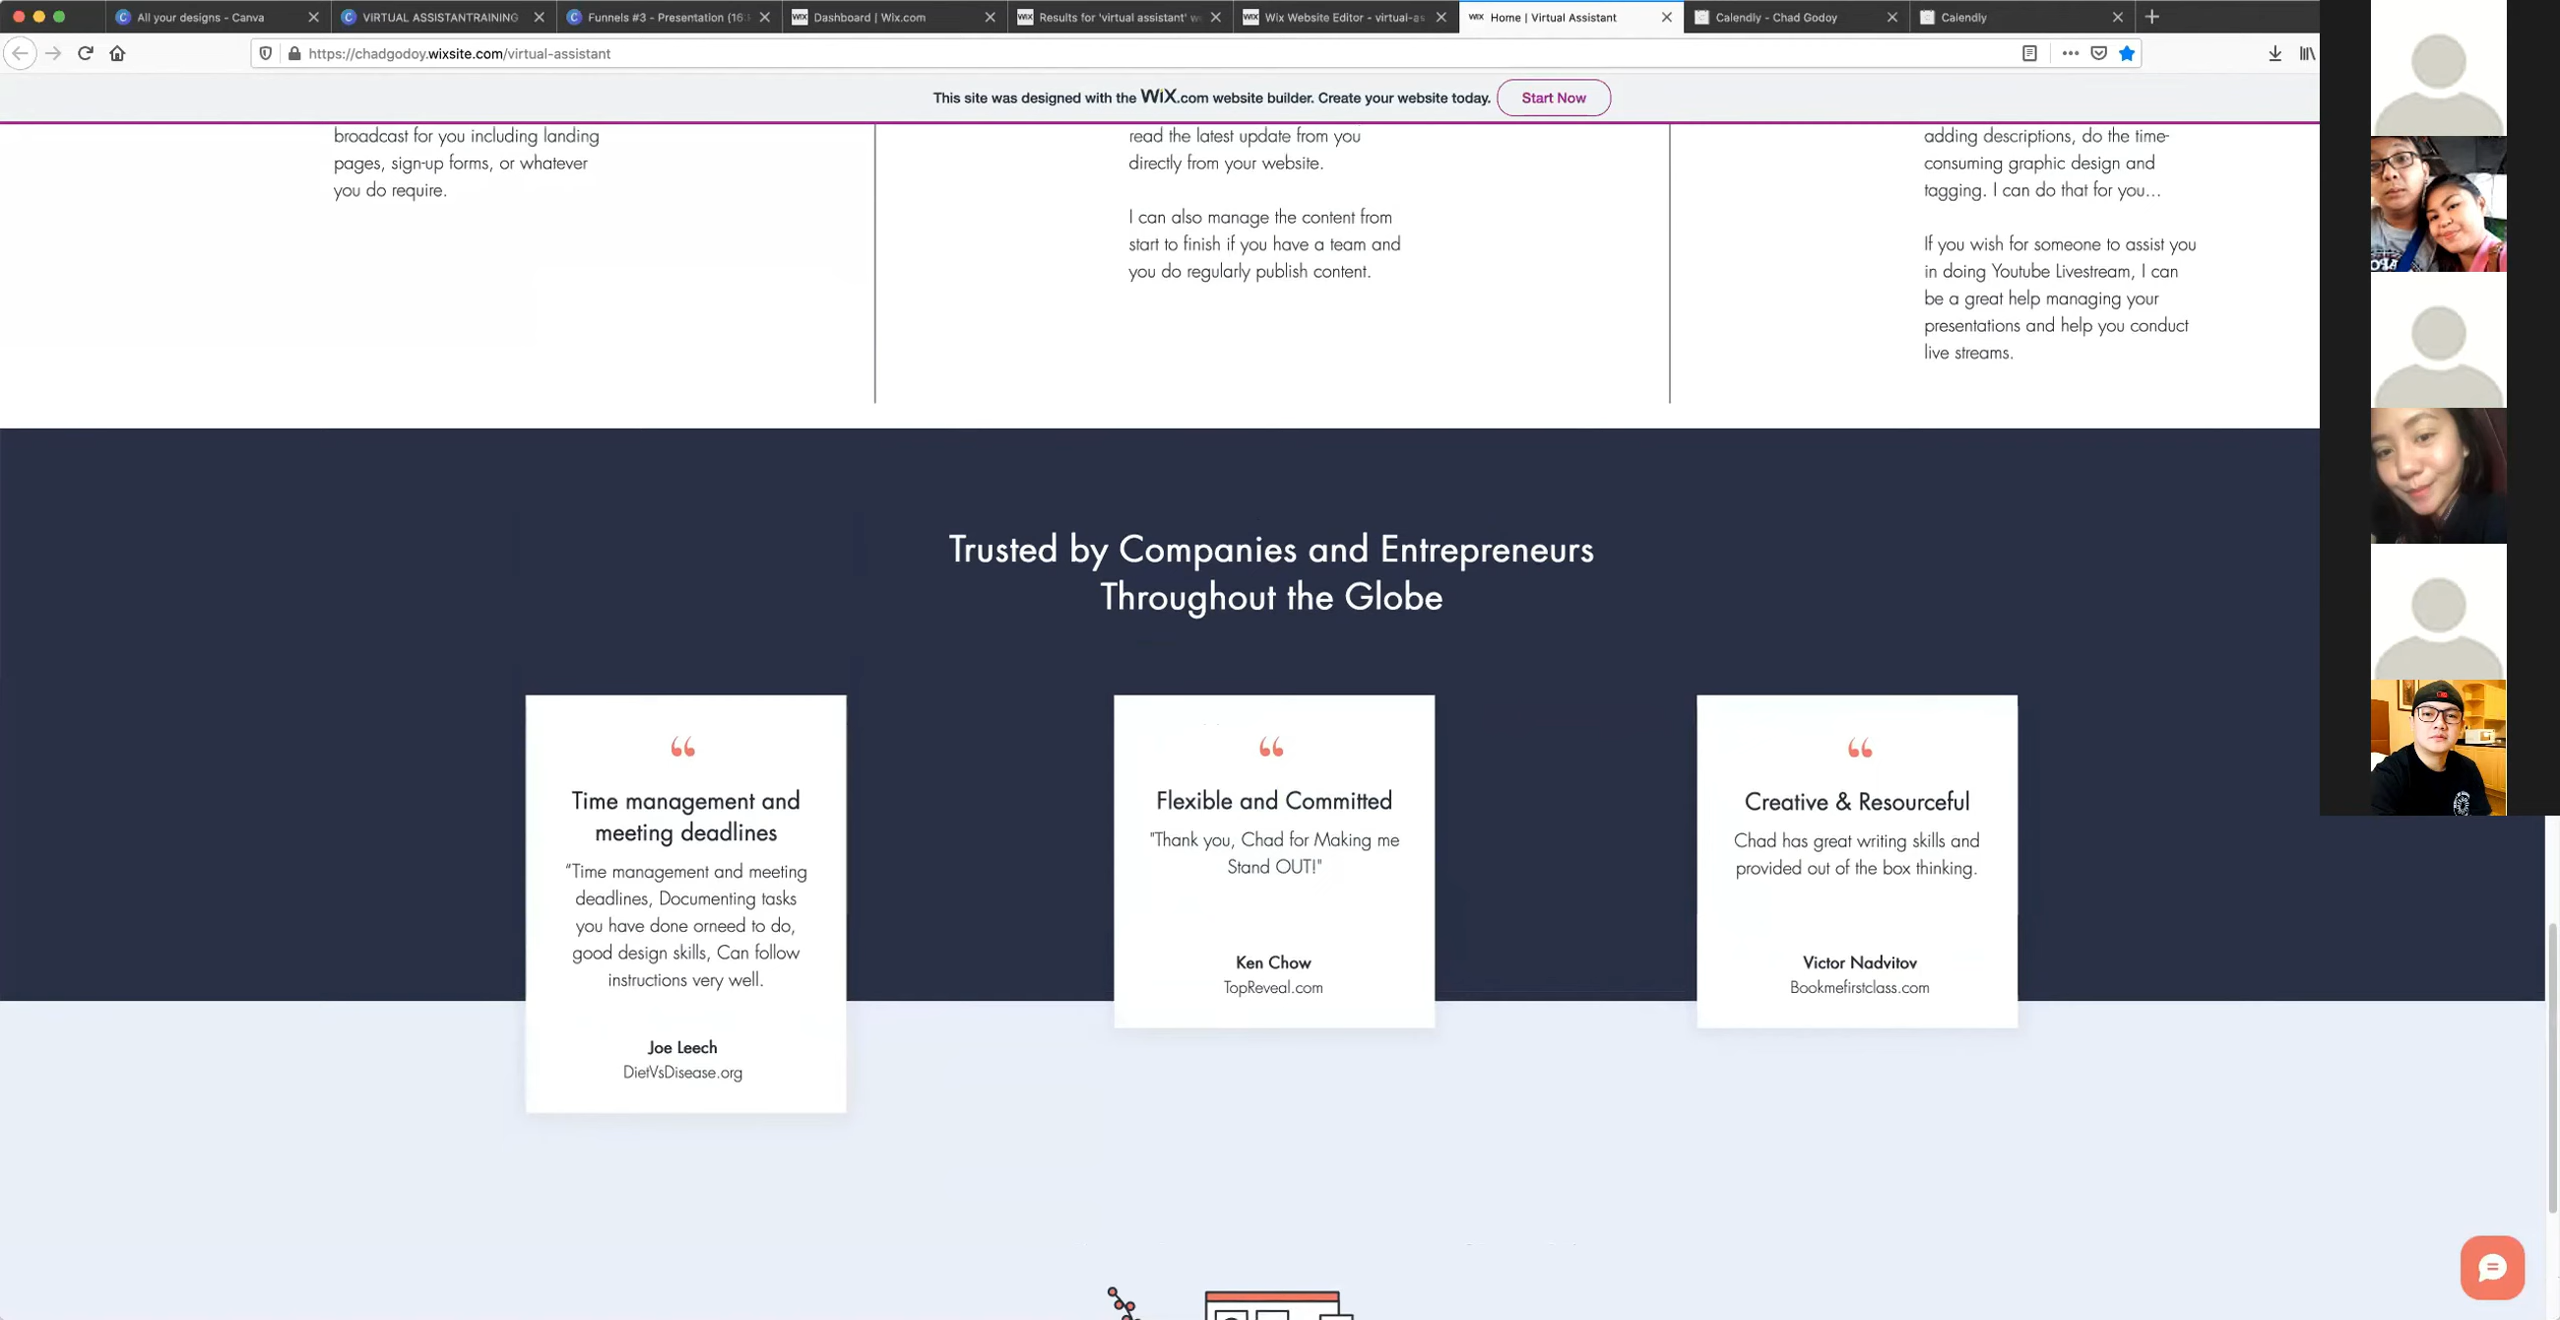 All your designs - Canva
VIRTUAL ASSISTANTRAINING
Funnels #3 - Presentation (16:
WiX Dashboard | Wix.com
WiX Results for 'virtual assistant' w
WiX Wix Website Editor - virtual-as
WiX Home | Virtual Assistant
Calendly - Chad Godoy
Calendly
https://chadgodoy.wixsite.com/virtual-assistant
This site was designed with the WiX.com website builder. Create your website today.
Start Now
broadcast for you including landing
pages, sign-up forms, or whatever
you do require.
read the latest update from you
directly from your website.
I can also manage the content from
start to finish if you have a team and
you do regularly publish content.
adding descriptions, do the time-
consuming graphic design and
tagging. I can do that for you...
If you wish for someone to assist you
in doing Youtube Livestream, I can
be a great help managing your
presentations and help you conduct
live streams.
Trusted by Companies and Entrepreneurs
Throughout the Globe
“
Time management and
meeting deadlines
“Time management and meeting
deadlines, Documenting tasks
you have done orneed to do,
good design skills, Can follow
instructions very well.
Joe Leech
DietVsDisease.org
“
Flexible and Committed
"Thank you, Chad for Making me
Stand OUT!"
Ken Chow
TopReveal.com
“
Creative & Resourceful
Chad has great writing skills and
provided out of the box thinking.
Victor Nadvitov
Bookmefirstclass.com